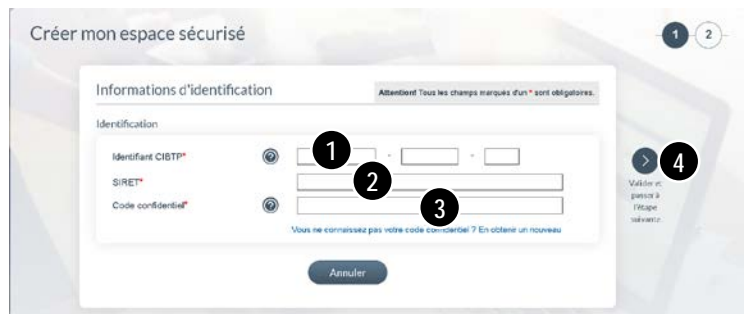 Créer mon espace sécurisé
1 2
Informations d'identification
Attention! Tous les champs marqués d'un * sont obligatoires.
Identification
Identifiant CIBTP* - -
1
SIRET*
2
Code confidentiel*
3
Vous ne connaissez pas votre code confidentiel ? En obtenir un nouveau
4
Valider et
passer à
l'étape
suivante
Annuler